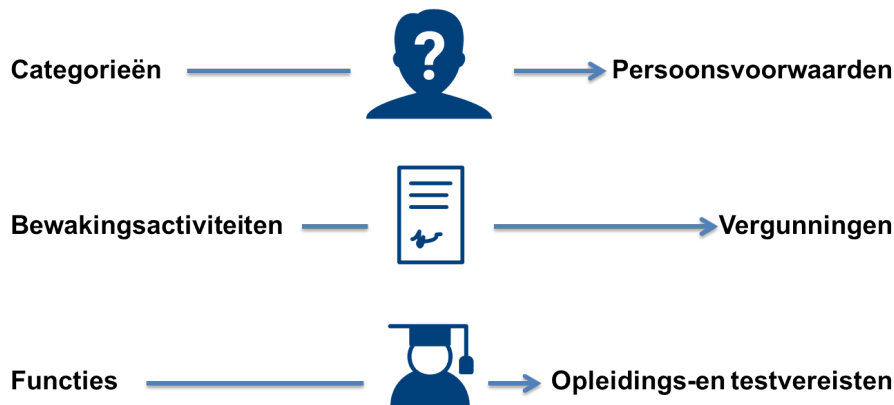 Categorieën ? Persoonsvoorwaarden
Bewakingsactiviteiten Vergunningen
Functies Opleidings-en testvereisten